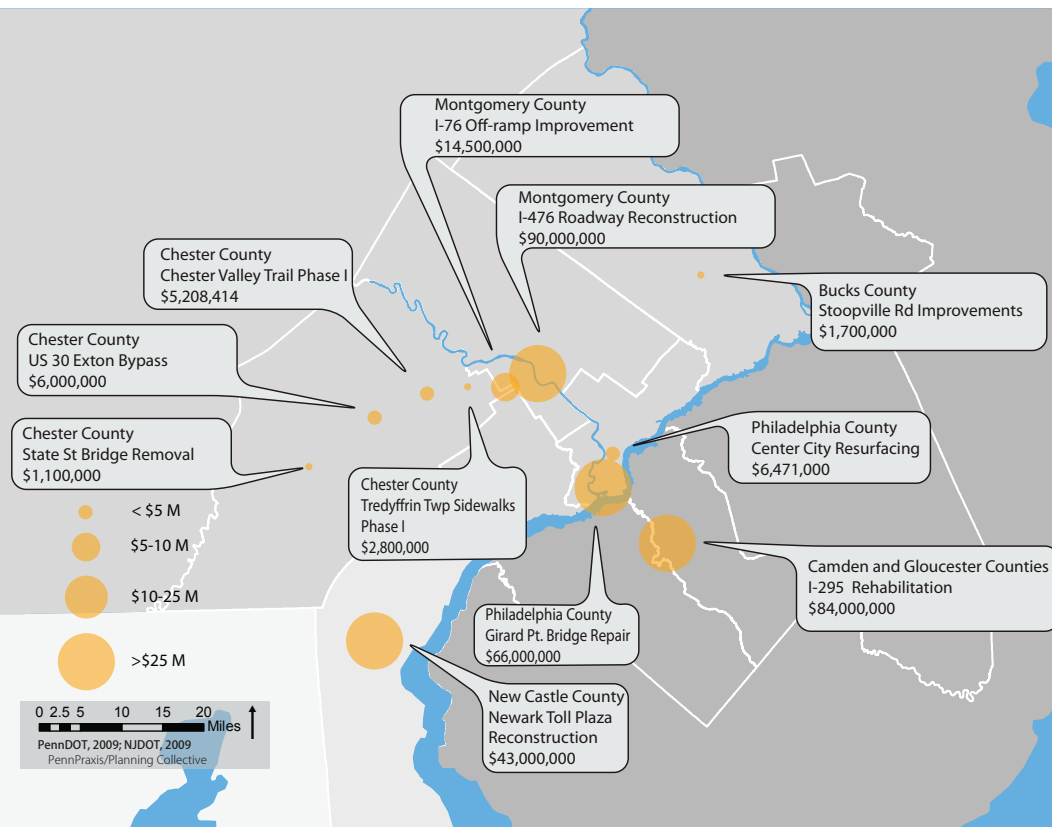 Montgomery County
I-76 Off-ramp Improvement
$14,500,000
Montgomery County
I-476 Roadway Reconstruction
$90,000,000
Chester County
Chester Valley Trail Phase I
$5,208,414
Bucks County
Stoopville Rd Improvements
$1,700,000
Chester County
US 30 Exton Bypass
$6,000,000
Chester County
State St Bridge Removal
$1,100,000
Philadelphia County
Center City Resurfacing
$6,471,000
Chester County
Tredyffrin Twp Sidewalks
Phase I
$2,800,000
Camden and Gloucester Counties
I-295 Rehabilitation
$84,000,000
Philadelphia County
Girard Pt. Bridge Repair
$66,000,000
New Castle County
Newark Toll Plaza
Reconstruction
$43,000,000
< $5 M
$5-10 M
$10-25 M
>$25 M
0 2.5 5 10 15 20
Miles
PennDOT, 2009; NJDOT, 2009
PennPraxis/Planning Collective